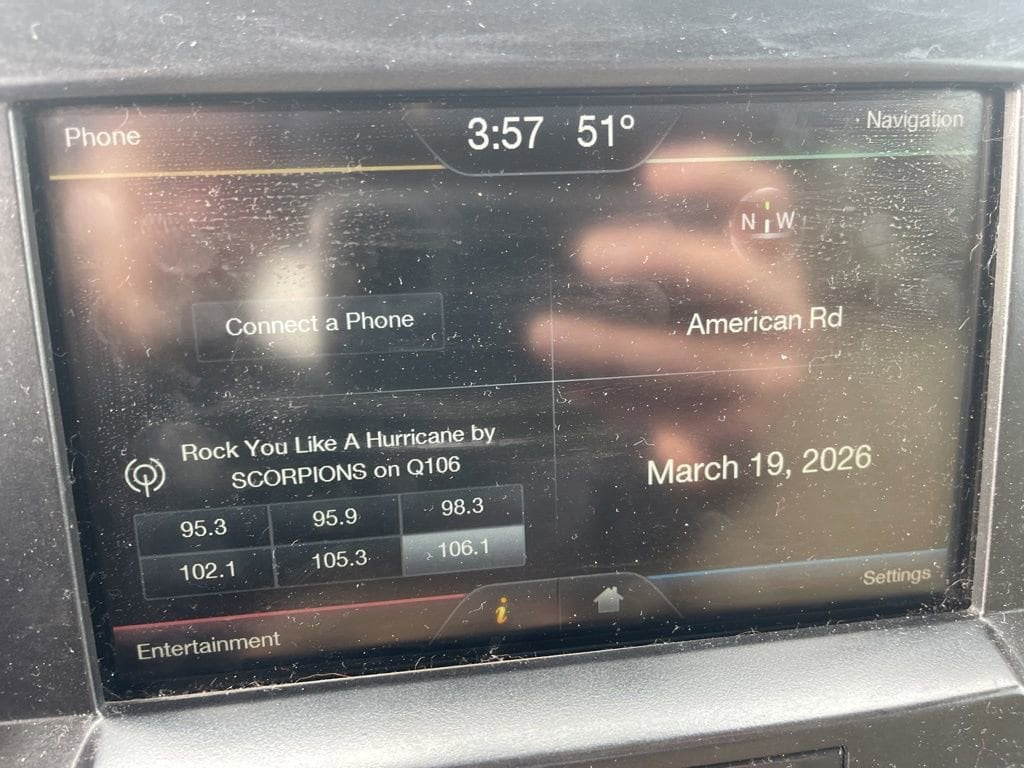 Phone
3:57 51°
Navigation
N W
Connect a Phone
American Rd
Rock You Like A Hurricane by
SCORPIONS on Q106
March 19, 2026
95.3 95.9 98.3
102.1 105.3 106.1
Entertainment
i
Settings